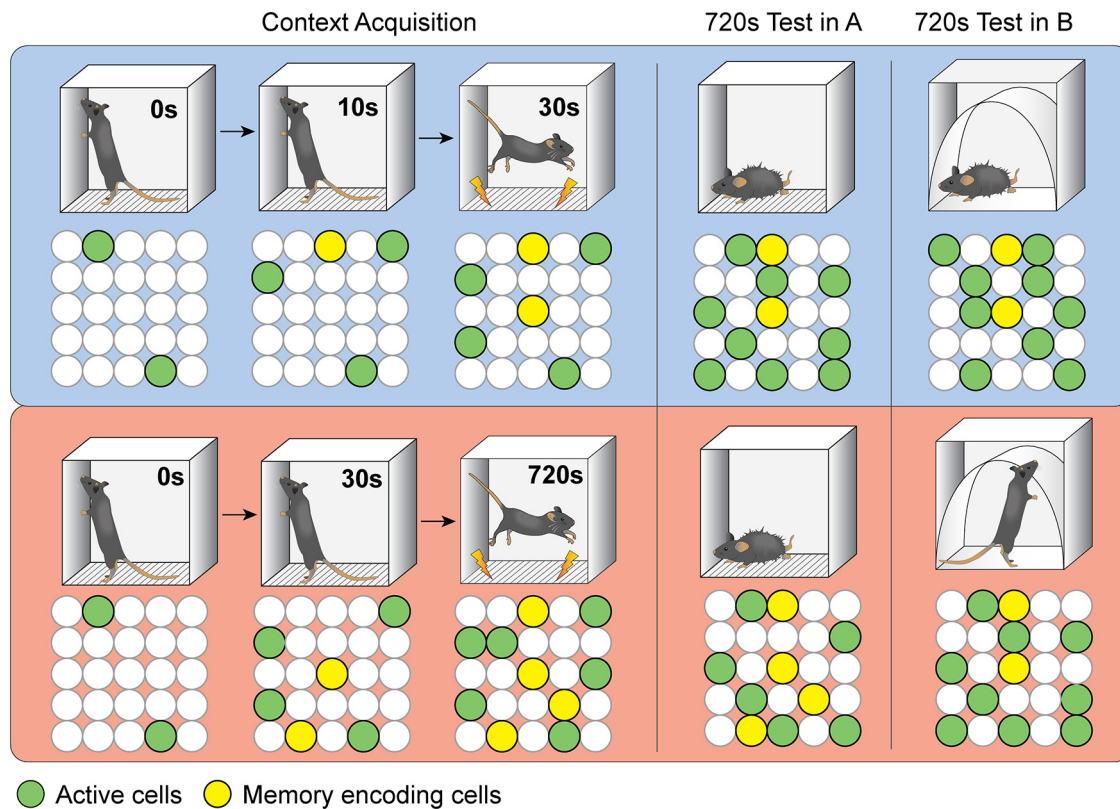 Context Acquisition
720s Test in A
720s Test in B
0s
10s
30s
0s
30s
720s
Active cells
Memory encoding cells